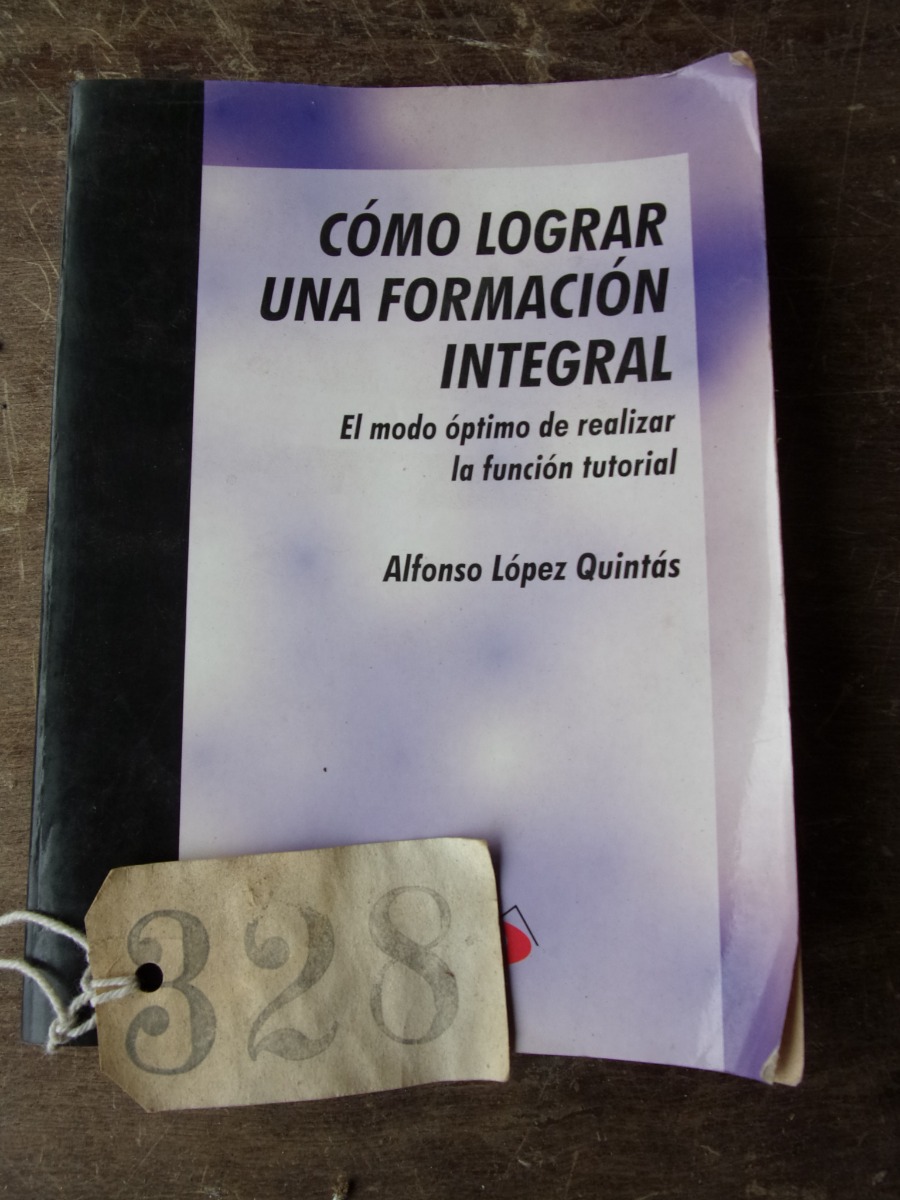 CÓMO LOGRAR
UNA FORMACIÓN
INTEGRAL
El modo óptimo de realizar
la función tutorial
Alfonso López Quintás
328